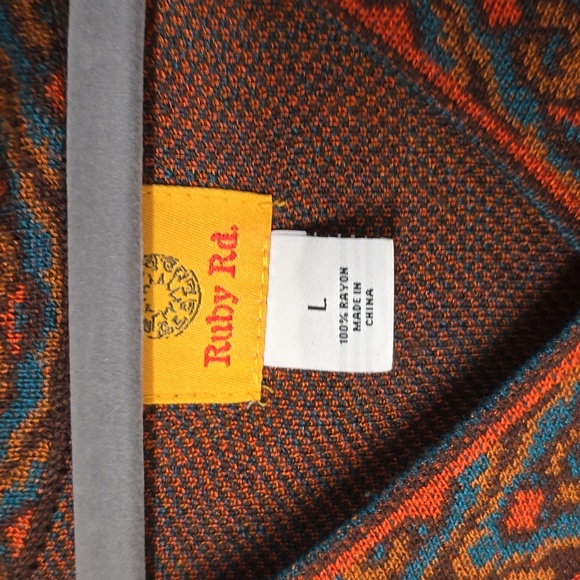 Ruby Rd.
L
100% RAYON
MADE IN
CHINA